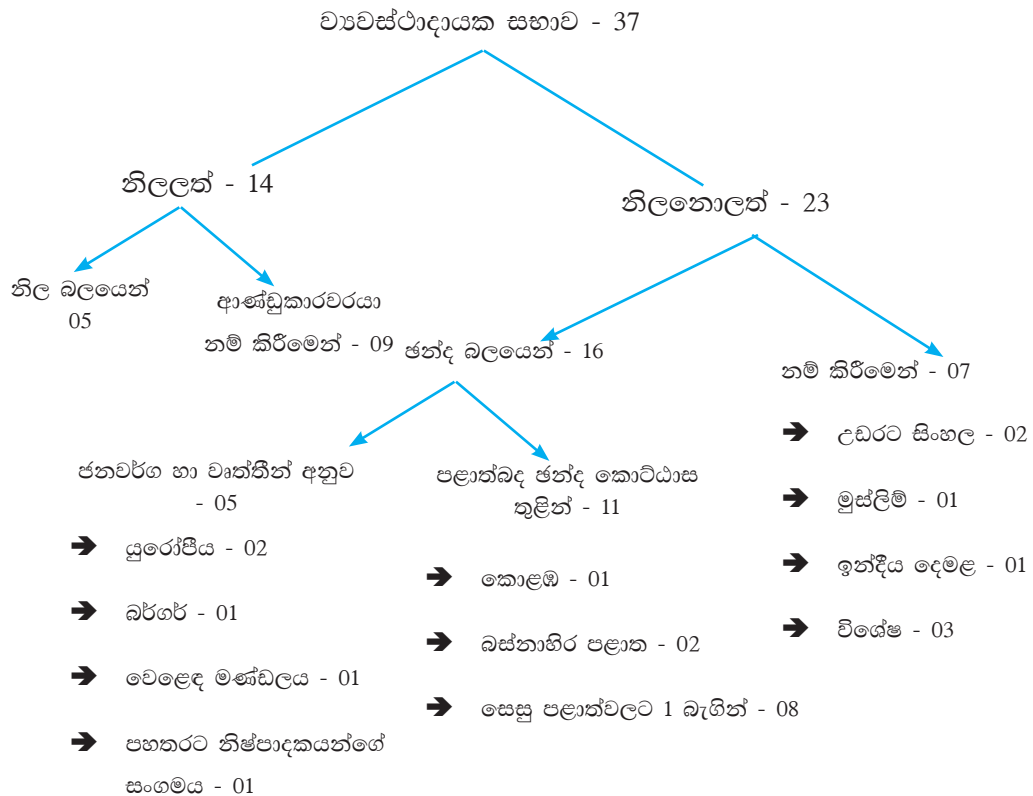 ව්‍යවස්ථාදායක සභාව - 37
නිලලත් - 14
නිලනොලත් - 23
නිල බලයෙන්
05
ආණ්ඩුකාරවරයා
නම් කිරීමෙන් - 09
ඡන්ද බලයෙන් - 16
නම් කිරීමෙන් - 07
➔ උඩරට සිංහල - 02
➔ මුස්ලිම් - 01
➔ ඉන්දීය දෙමළ - 01
➔ විශේෂ - 03
ජනවර්ග හා වෘත්තීන් අනුව
- 05
➔ යුරෝපීය - 02
➔ බර්ගර් - 01
➔ වෙළෙඳ මණ්ඩලය - 01
➔ පහතරට නිෂ්පාදකයන්ගේ
සංගමය - 01
පළාත්බද ඡන්ද කොට්ඨාස
තුළින් - 11
➔ කොළඹ - 01
➔ බස්නාහිර පළාත - 02
➔ සෙසු පළාත්වලට 1 බැගින් - 08